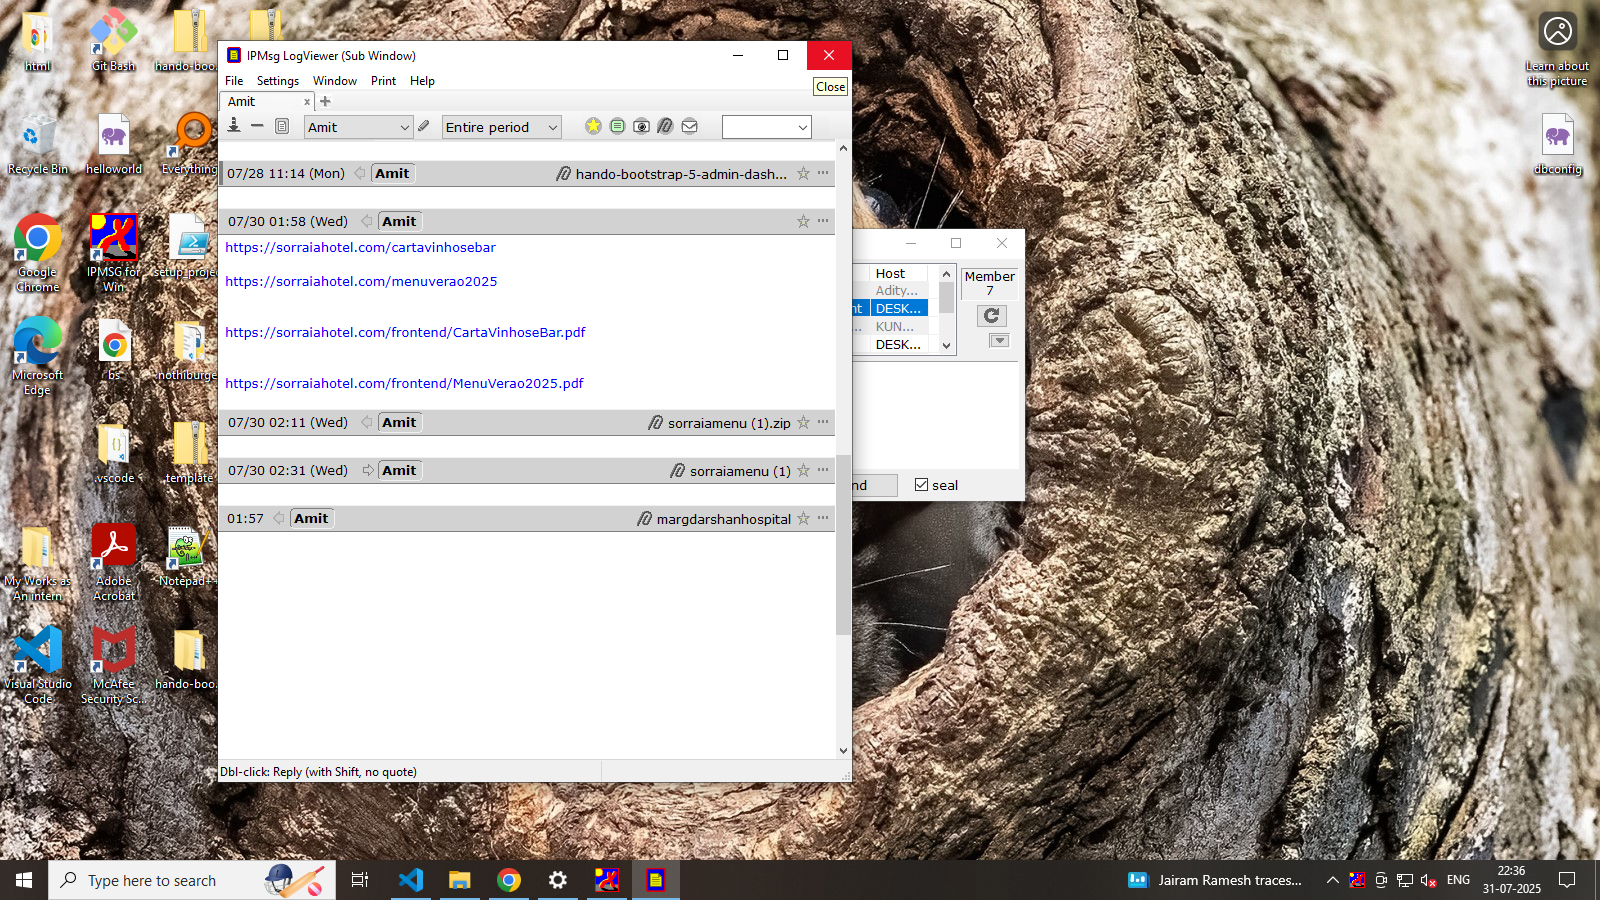 html
Git Bash
hando-boo...
Recycle Bin
helloworld
Everything
Google
Chrome
IPMSG for
Win
setup_proje
Microsoft
Edge
bs
nothiburge
.vscode
template
My Works as
An intern
Adobe
Acrobat
Notepad++
Visual Studio
Code
McAfee
Security Sc...
hando-boo...
IPMsg LogViewer (Sub Window)
Close
File Settings Window Print Help
Amit x +
Amit Entire period
07/28 11:14 (Mon) Amit hando-bootstrap-5-admin-dash...
07/30 01:58 (Wed) Amit
https://sorraiahotel.com/cartavinhosebar
https://sorraiahotel.com/menuverao2025
https://sorraiahotel.com/frontend/CartaVinhoseBar.pdf
https://sorraiahotel.com/frontend/MenuVerao2025.pdf
07/30 02:11 (Wed) Amit sorraiamenu (1).zip
07/30 02:31 (Wed) Amit sorraiamenu (1)
01:57 Amit margdarshanhospital
Dbl-click: Reply (with Shift, no quote)
Host
Adity...
nt DESK...
... KUN...
DESK...
Member
7
nd seal
Learn about
this picture
dbconfig
Type here to search
Jairam Ramesh traces...
ENG
22:36
31-07-2025